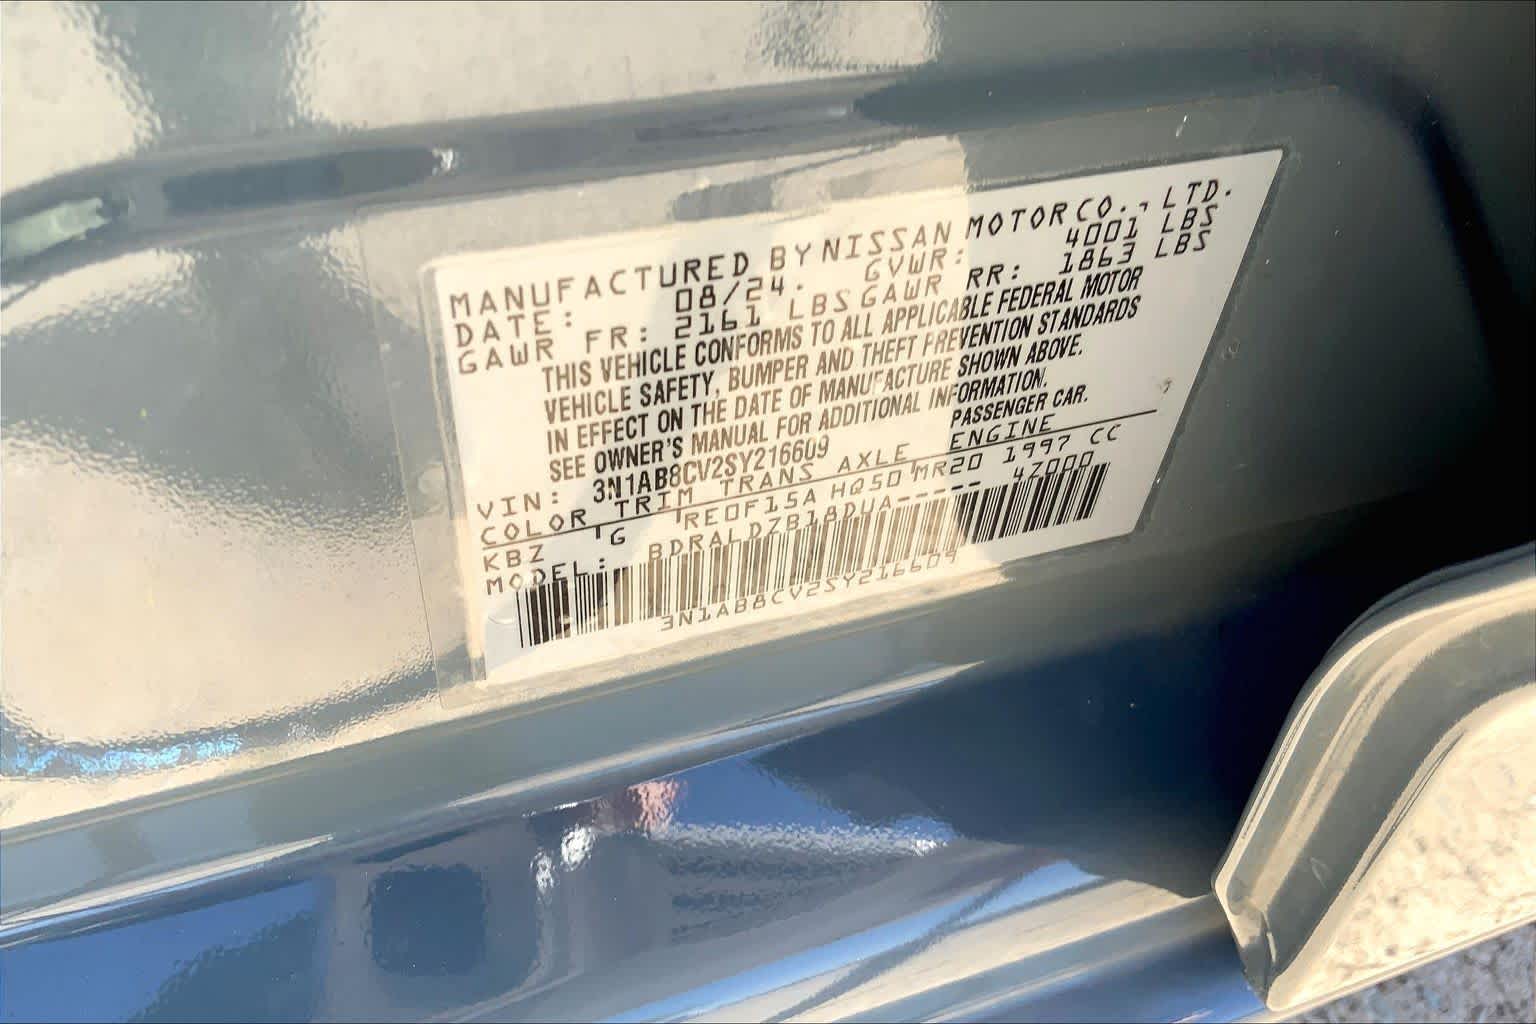 MANUFACTURED BY NISSAN MOTOR CO., LTD.
DATE: 08/24. GVWR: 4001 LBS
GAWR FR: 2161 LBS GAWR RR: 1863 LBS
THIS VEHICLE CONFORMS TO ALL APPLICABLE FEDERAL MOTOR
VEHICLE SAFETY, BUMPER AND THEFT PREVENTION STANDARDS
IN EFFECT ON THE DATE OF MANUFACTURE SHOWN ABOVE.
SEE OWNER'S MANUAL FOR ADDITIONAL INFORMATION.
VIN: 3N1AB8CV2SY216609 PASSENGER CAR.
COLOR TRIM TRANS AXLE ENGINE
KBZ G RE0F15A HQ50 MR20 1997 CC
MODEL: BDRALDZB18DUA----- 4Z000
3N1AB8CV2SY216609